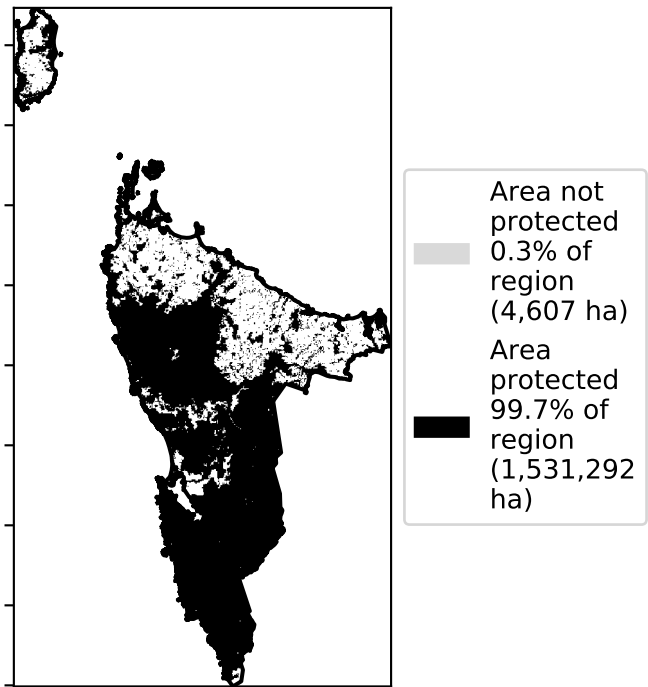 Area not
protected
0.3% of
region
(4,607 ha)
Area
protected
99.7% of
region
(1,531,292
ha)